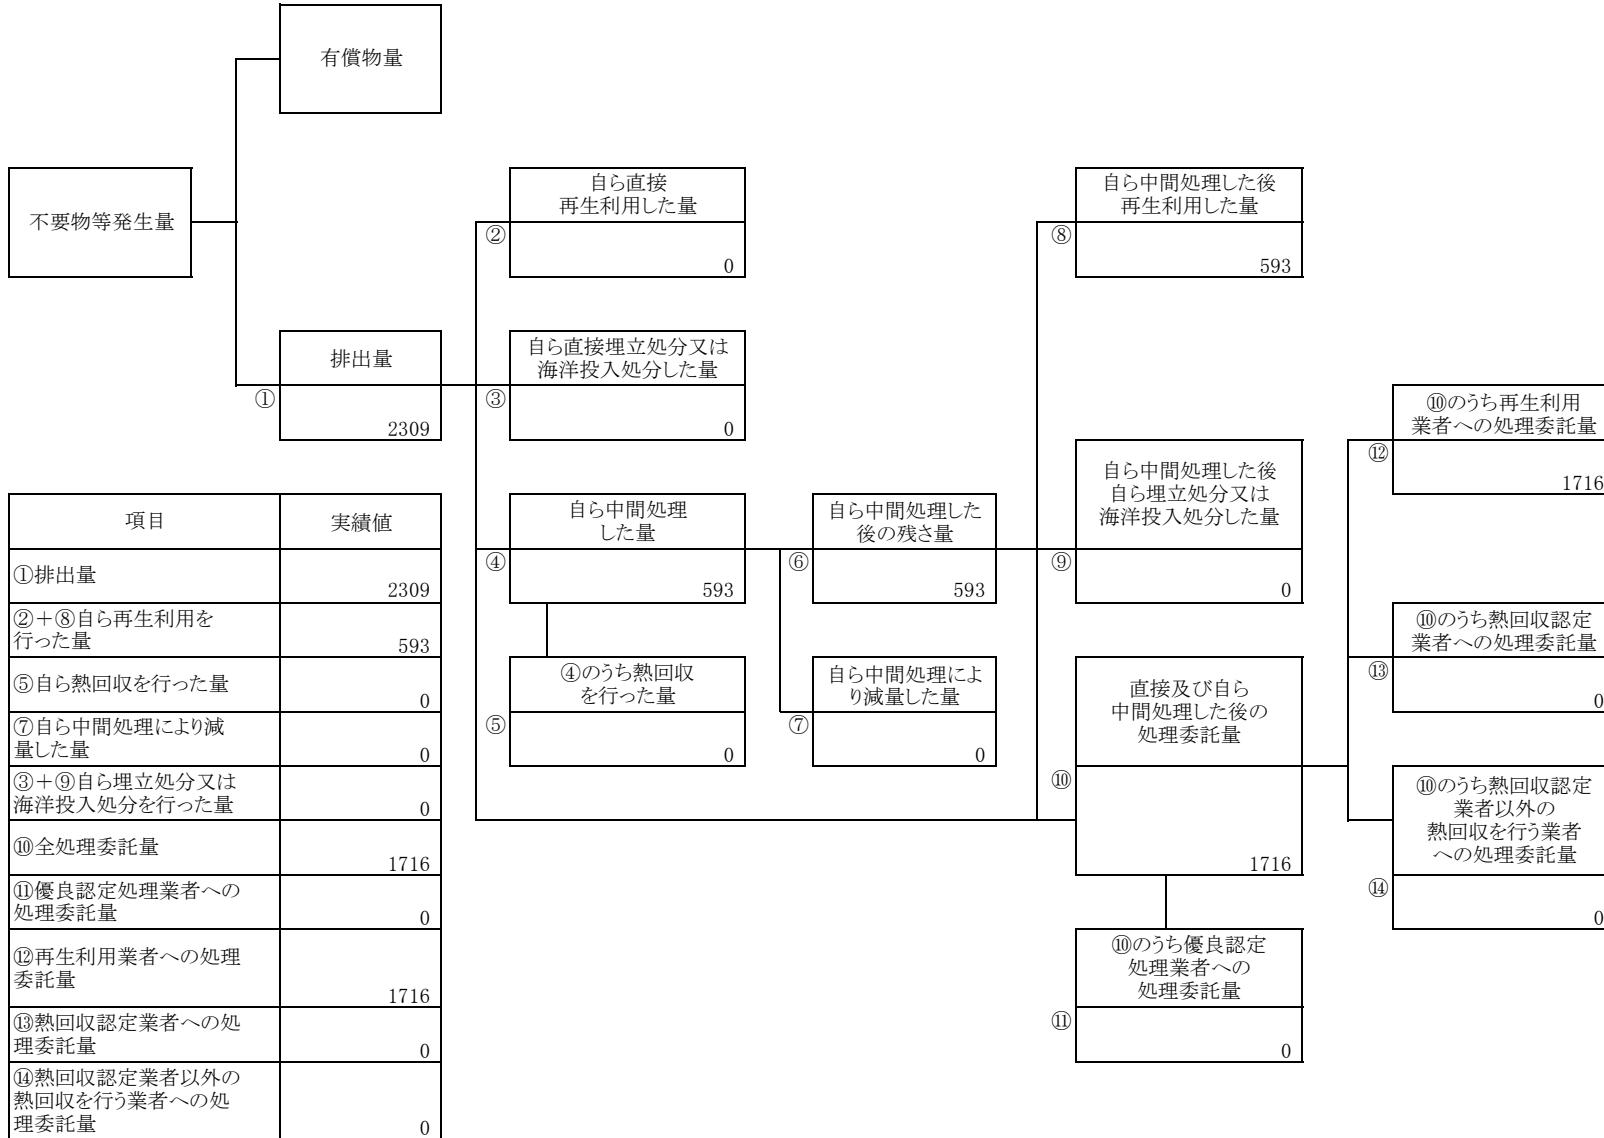 有償物量
不要物等発生量
自ら直接
再生利用した量
②
0
自ら中間処理した後
再生利用した量
⑧
593
排出量
①
2309
自ら直接埋立処分又は
海洋投入処分した量
③
0
⑩のうち再生利用
業者への処理委託量
⑫
1716
自ら中間処理した後
自ら埋立処分又は
海洋投入処分した量
⑨
0
自ら中間処理
した量
④
593
自ら中間処理した
後の残さ量
⑥
593
⑩のうち熱回収認定
業者への処理委託量
⑬
0
④のうち熱回収
を行った量
⑤
0
自ら中間処理によ
り減量した量
⑦
0
直接及び自ら
中間処理した後の
処理委託量
⑩
1716
⑩のうち熱回収認定
業者以外の
熱回収を行う業者
への処理委託量
⑭
0
⑩のうち優良認定
処理業者への
処理委託量
⑪
0
項目
実績値
①排出量
2309
②+⑧自ら再生利用を
行った量
593
⑤自ら熱回収を行った量
0
⑦自ら中間処理により減
量した量
0
③+⑨自ら埋立処分又は
海洋投入処分を行った量
0
⑩全処理委託量
1716
⑪優良認定処理業者への
処理委託量
0
⑫再生利用業者への処理
委託量
1716
⑬熱回収認定業者への処
理委託量
0
⑭熱回収認定業者以外の
熱回収を行う業者への処
理委託量
0